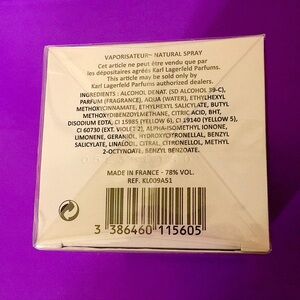 VAPORISATEUR - NATURAL SPRAY
Cet article ne peut être vendu que par
les dépositaires agréés Karl Lagerfeld Parfums.
This article may be sold only by
Karl Lagerfeld Parfums authorized dealers.
INGREDIENTS : ALCOHOL DENAT. (SD ALCOHOL 39-C),
PARFUM (FRAGRANCE), AQUA (WATER), ETHYLHEXYL
METHOXYCINNAMATE, ETHYLHEXYL SALICYLATE, BUTYL
METHOXYDIBENZOYLMETHANE, CITRIC ACID, BHT,
DISODIUM EDTA, CI 15985 (YELLOW 6), CI 19140 (YELLOW 5),
CI 60730 (EXT. VIOLET 2), ALPHA-ISOMETHYL IONONE,
LIMONENE, GERANIOL, HYDROXYCITRONELLAL, BENZYL
SALICYLATE, LINALOOL, CITRAL, CITRONELLOL, METHYL
2-OCTYNOATE, BENZYL BENZOATE.
MADE IN FRANCE - 78% VOL.
REF. KL009A51
3 386460 115605